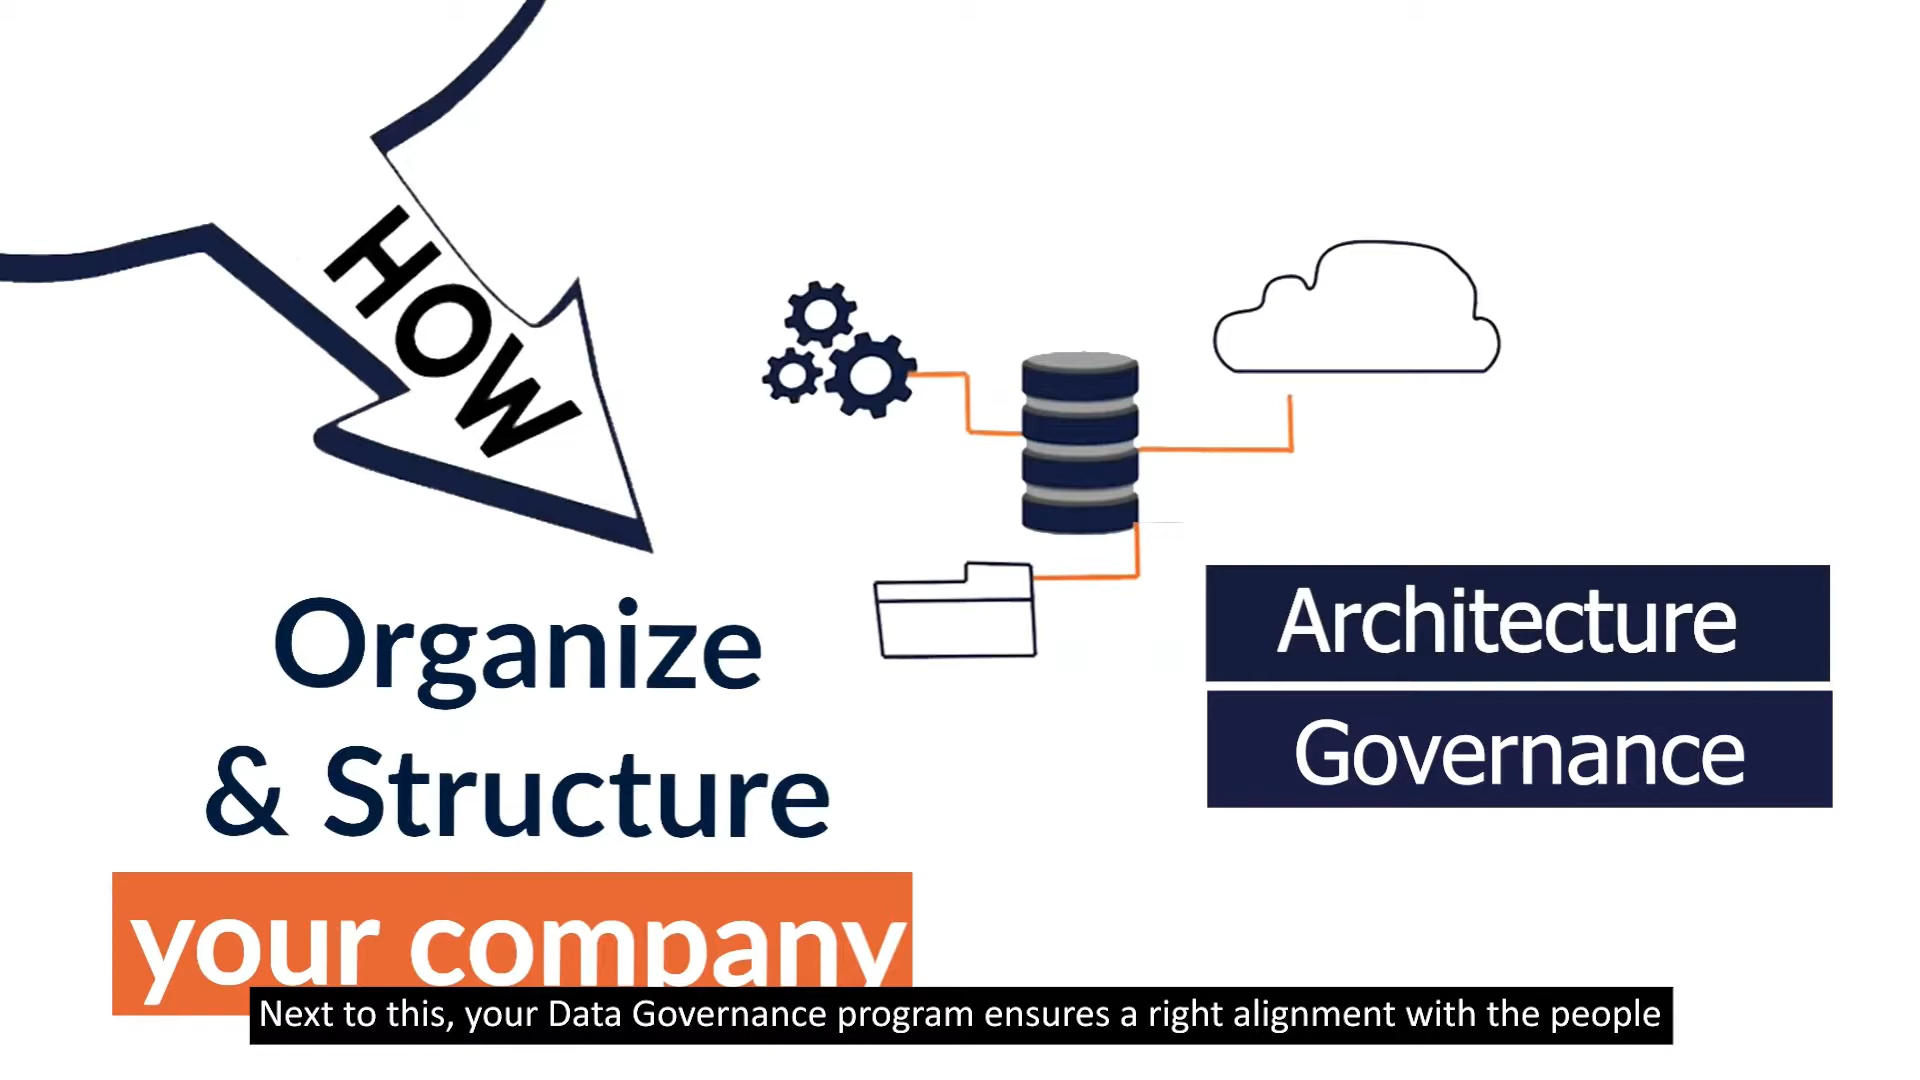 HOW
Organize
& Structure
your company
Architecture
Governance
Next to this, your Data Governance program ensures a right alignment with the people